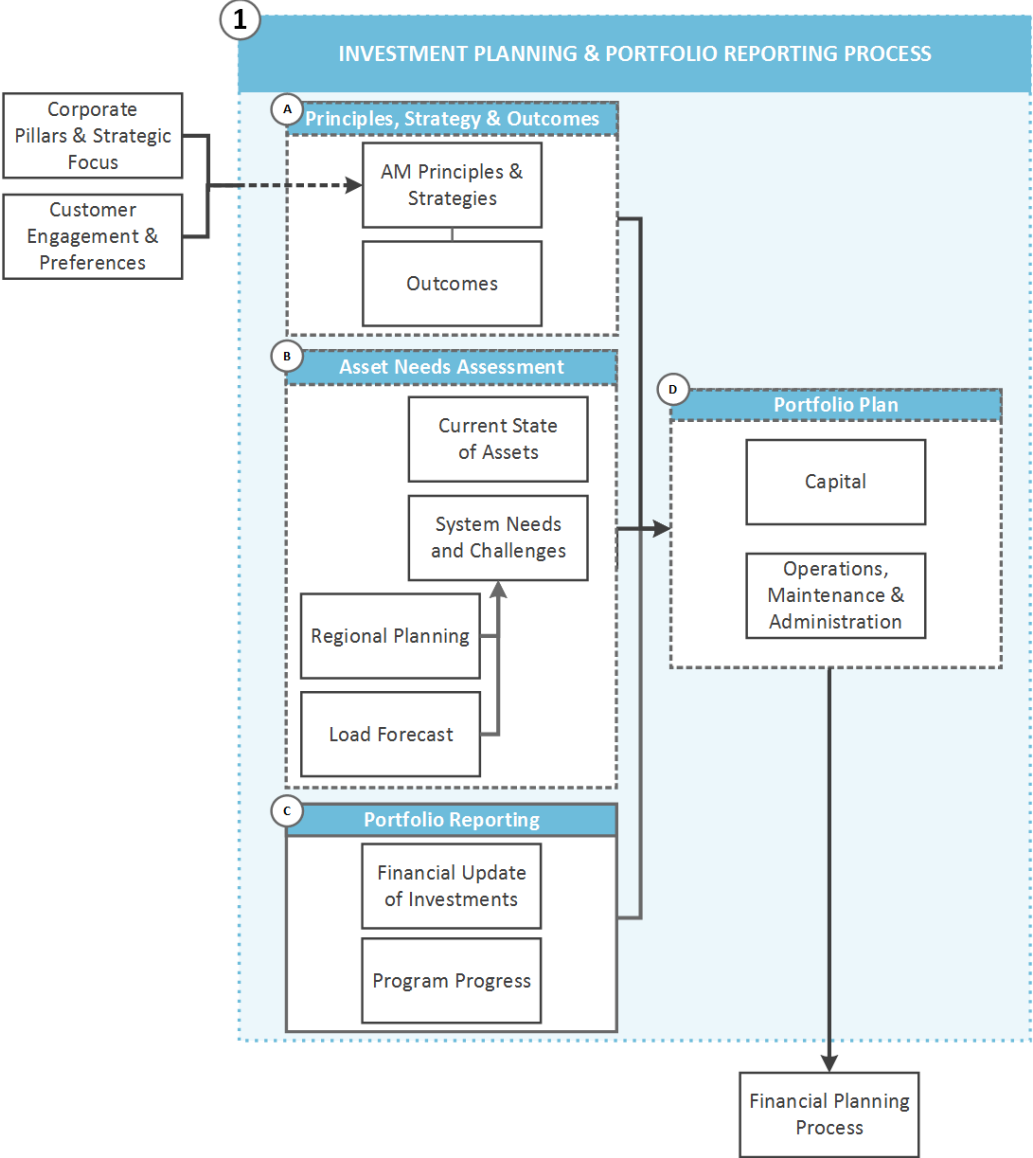 1
INVESTMENT PLANNING & PORTFOLIO REPORTING PROCESS
Corporate
Pillars & Strategic
Focus
Customer
Engagement &
Preferences
A
Principles, Strategy & Outcomes
AM Principles &
Strategies
Outcomes
B
Asset Needs Assessment
Current State
of Assets
System Needs
and Challenges
Regional Planning
Load Forecast
C
Portfolio Reporting
Financial Update
of Investments
Program Progress
D
Portfolio Plan
Capital
Operations,
Maintenance &
Administration
Financial Planning
Process